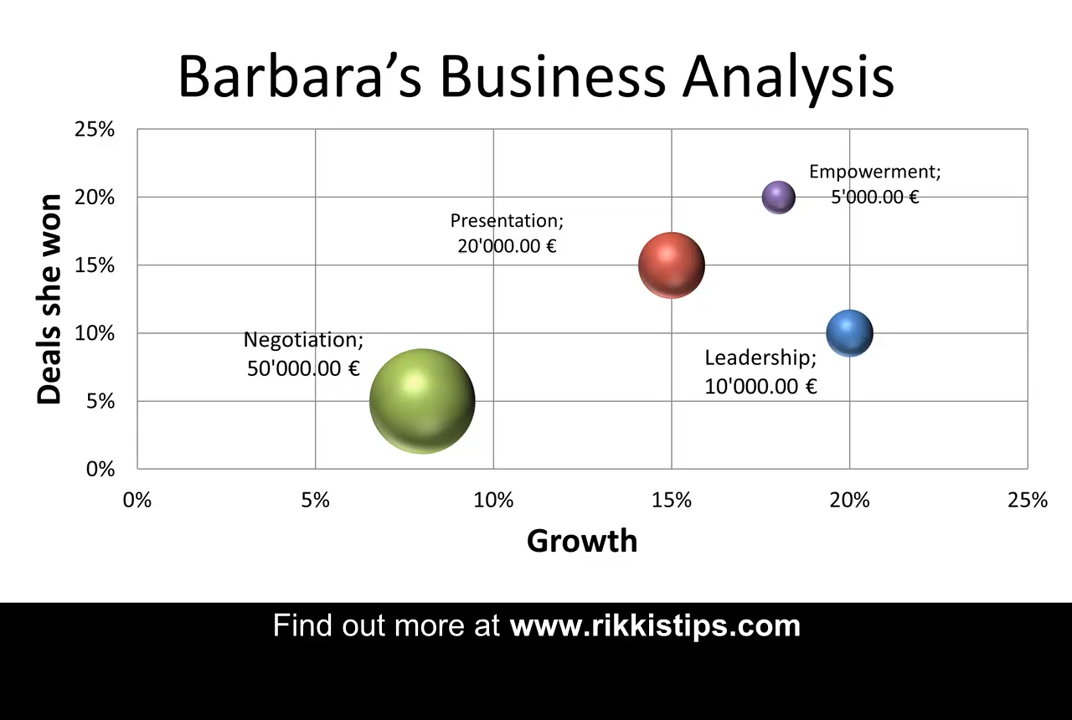 Barbara’s Business Analysis
Deals she won
25%
20%
15%
10%
5%
0%
Empowerment;
5'000.00 €
Presentation;
20'000.00 €
Negotiation;
50'000.00 €
Leadership;
10'000.00 €
0% 5% 10% 15% 20% 25%
Growth
Find out more at www.rikkistips.com